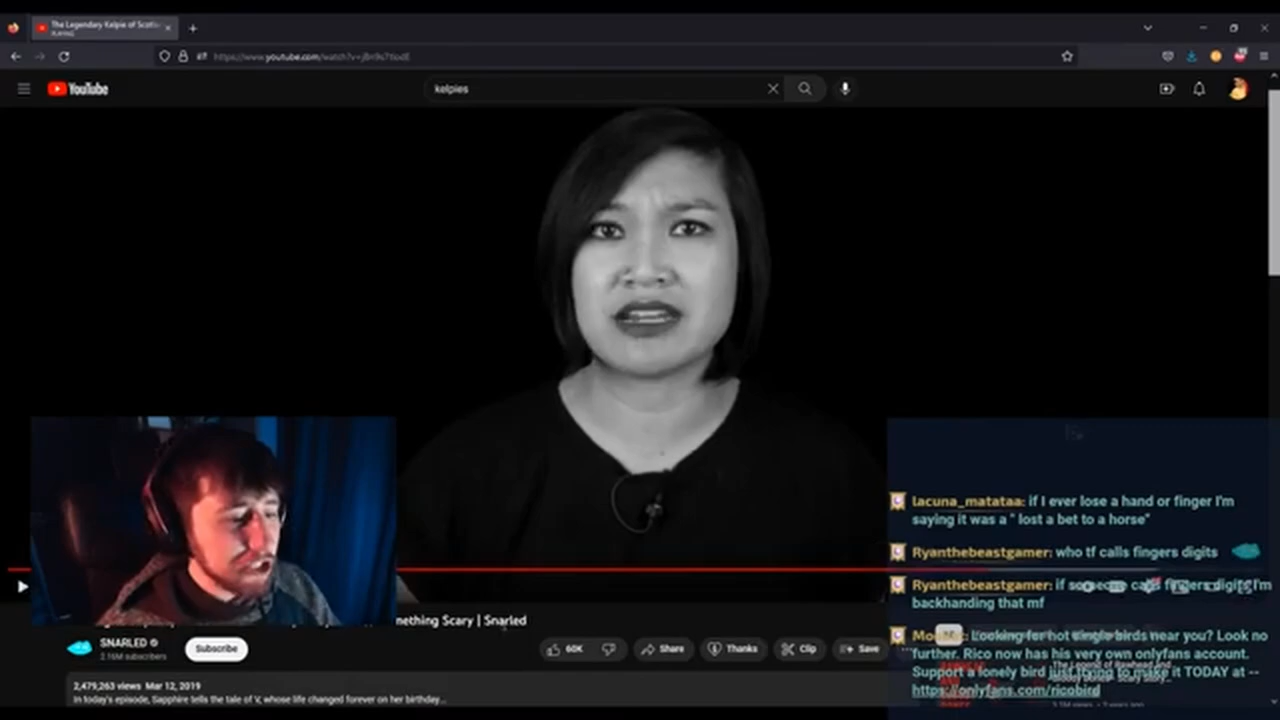 The Legendary Kelpie of Scotl
https://www.youtube.com/watch?v=
YouTube
kelpies
lacuna_matataa: if I ever lose a hand or finger I'm
saying it was a " lost a bet to a horse"
Ryanthebeastgamer: who tf calls fingers digits
Ryanthebeastgamer: if someone calls fingers digits I'm
backhanding that mf
mething Scary | Snarled
SNARLED
2.16M subscribers
Subscribe
60K
Share
Thanks
Clip
Save
Looking for hot single birds near you? Look no
further. Rico now has his very own onlyfans account.
Support a lonely bird just trying to make it TODAY at --
https://onlyfans.com/ricobird
2,479,263 views Mar 12, 2019
In today's episode, Sapphire tells the tale of V, whose life changed forever on her birthday...